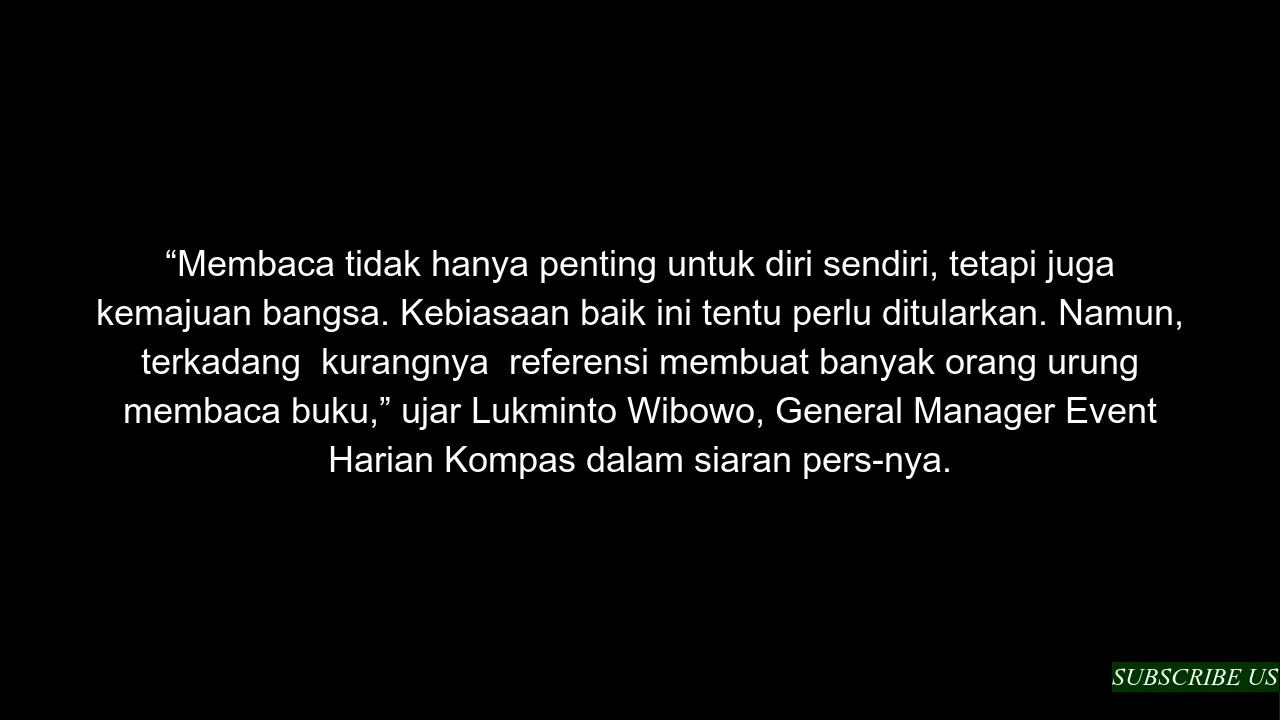 “Membaca tidak hanya penting untuk diri sendiri, tetapi juga
kemajuan bangsa. Kebiasaan baik ini tentu perlu ditularkan. Namun,
terkadang  kurangnya  referensi membuat banyak orang urung
membaca buku,” ujar Lukminto Wibowo, General Manager Event
Harian Kompas dalam siaran pers-nya.
SUBSCRIBE US